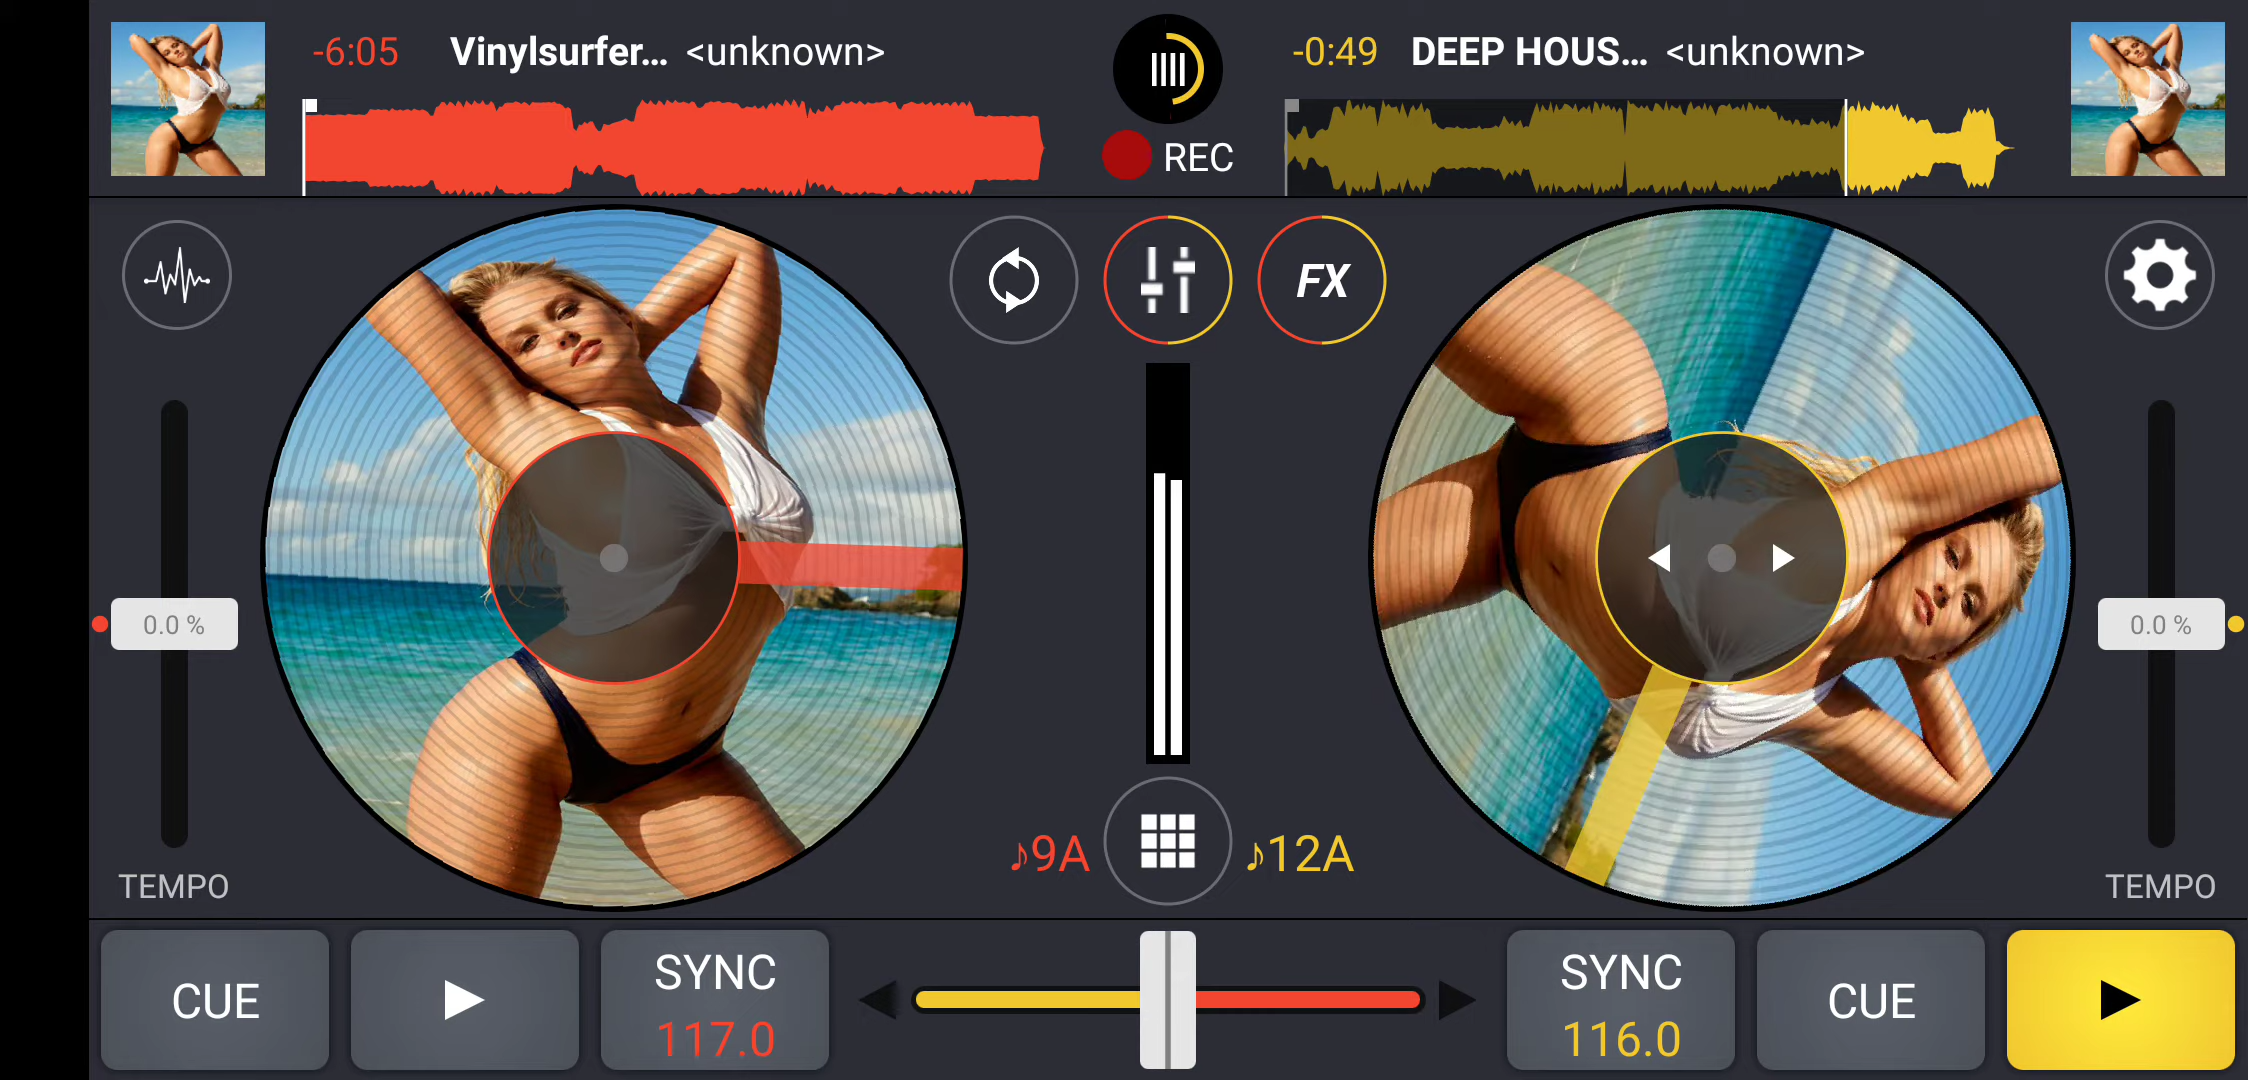 -6:05 Vinylsurfer... <unknown>
-0:49 DEEP HOUS... <unknown>
REC
FX
0.0 %
0.0 %
♪9A
♪12A
TEMPO
TEMPO
CUE
SYNC
117.0
SYNC
116.0
CUE